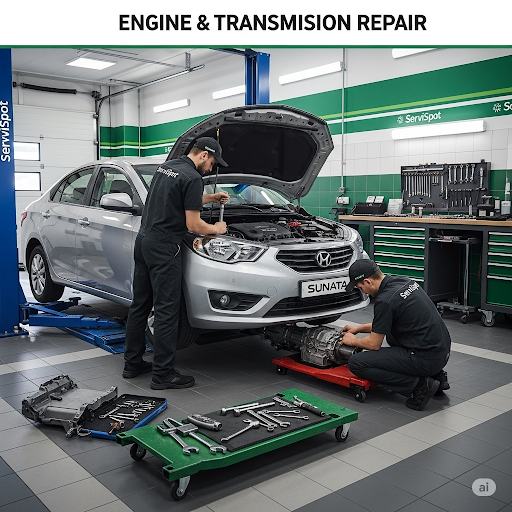 ENGINE & TRANSMISION REPAIR
ServiSpot
ServiSpot
ServiSpot
ServiSpot
SUNATA
ServiSpot
ai